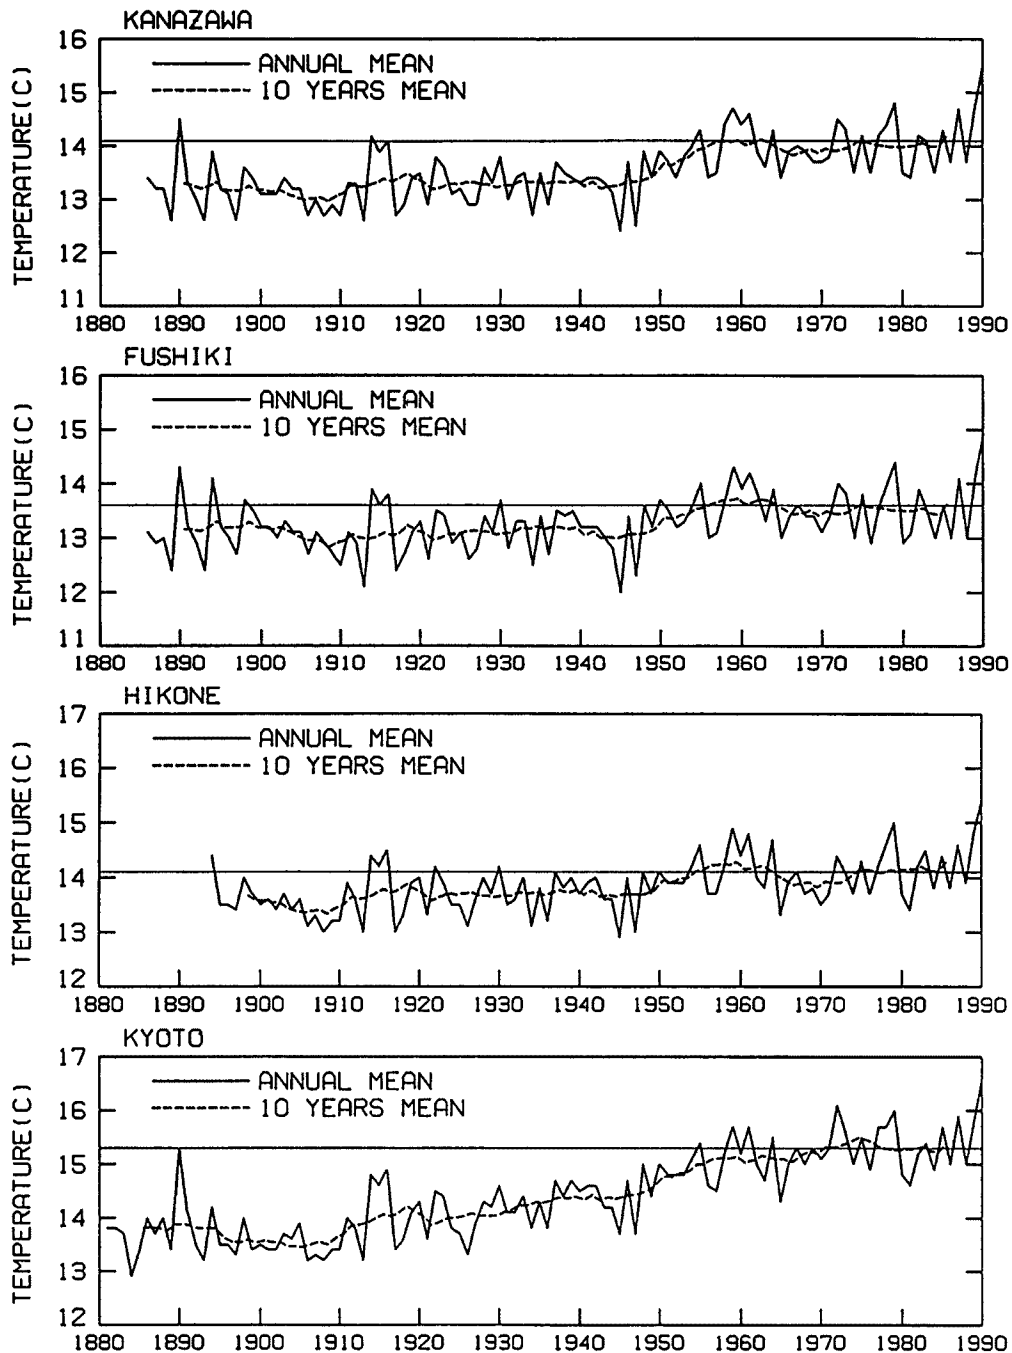 KANAZAWA
TEMPERATURE(C)
16
15
14
13
12
11
ANNUAL MEAN
10 YEARS MEAN
1880 1890 1900 1910 1920 1930 1940 1950 1960 1970 1980 1990
FUSHIKI
TEMPERATURE(C)
16
15
14
13
12
11
ANNUAL MEAN
10 YEARS MEAN
1880 1890 1900 1910 1920 1930 1940 1950 1960 1970 1980 1990
HIKONE
TEMPERATURE(C)
17
16
15
14
13
12
ANNUAL MEAN
10 YEARS MEAN
1880 1890 1900 1910 1920 1930 1940 1950 1960 1970 1980 1990
KYOTO
TEMPERATURE(C)
17
16
15
14
13
12
ANNUAL MEAN
10 YEARS MEAN
1880 1890 1900 1910 1920 1930 1940 1950 1960 1970 1980 1990